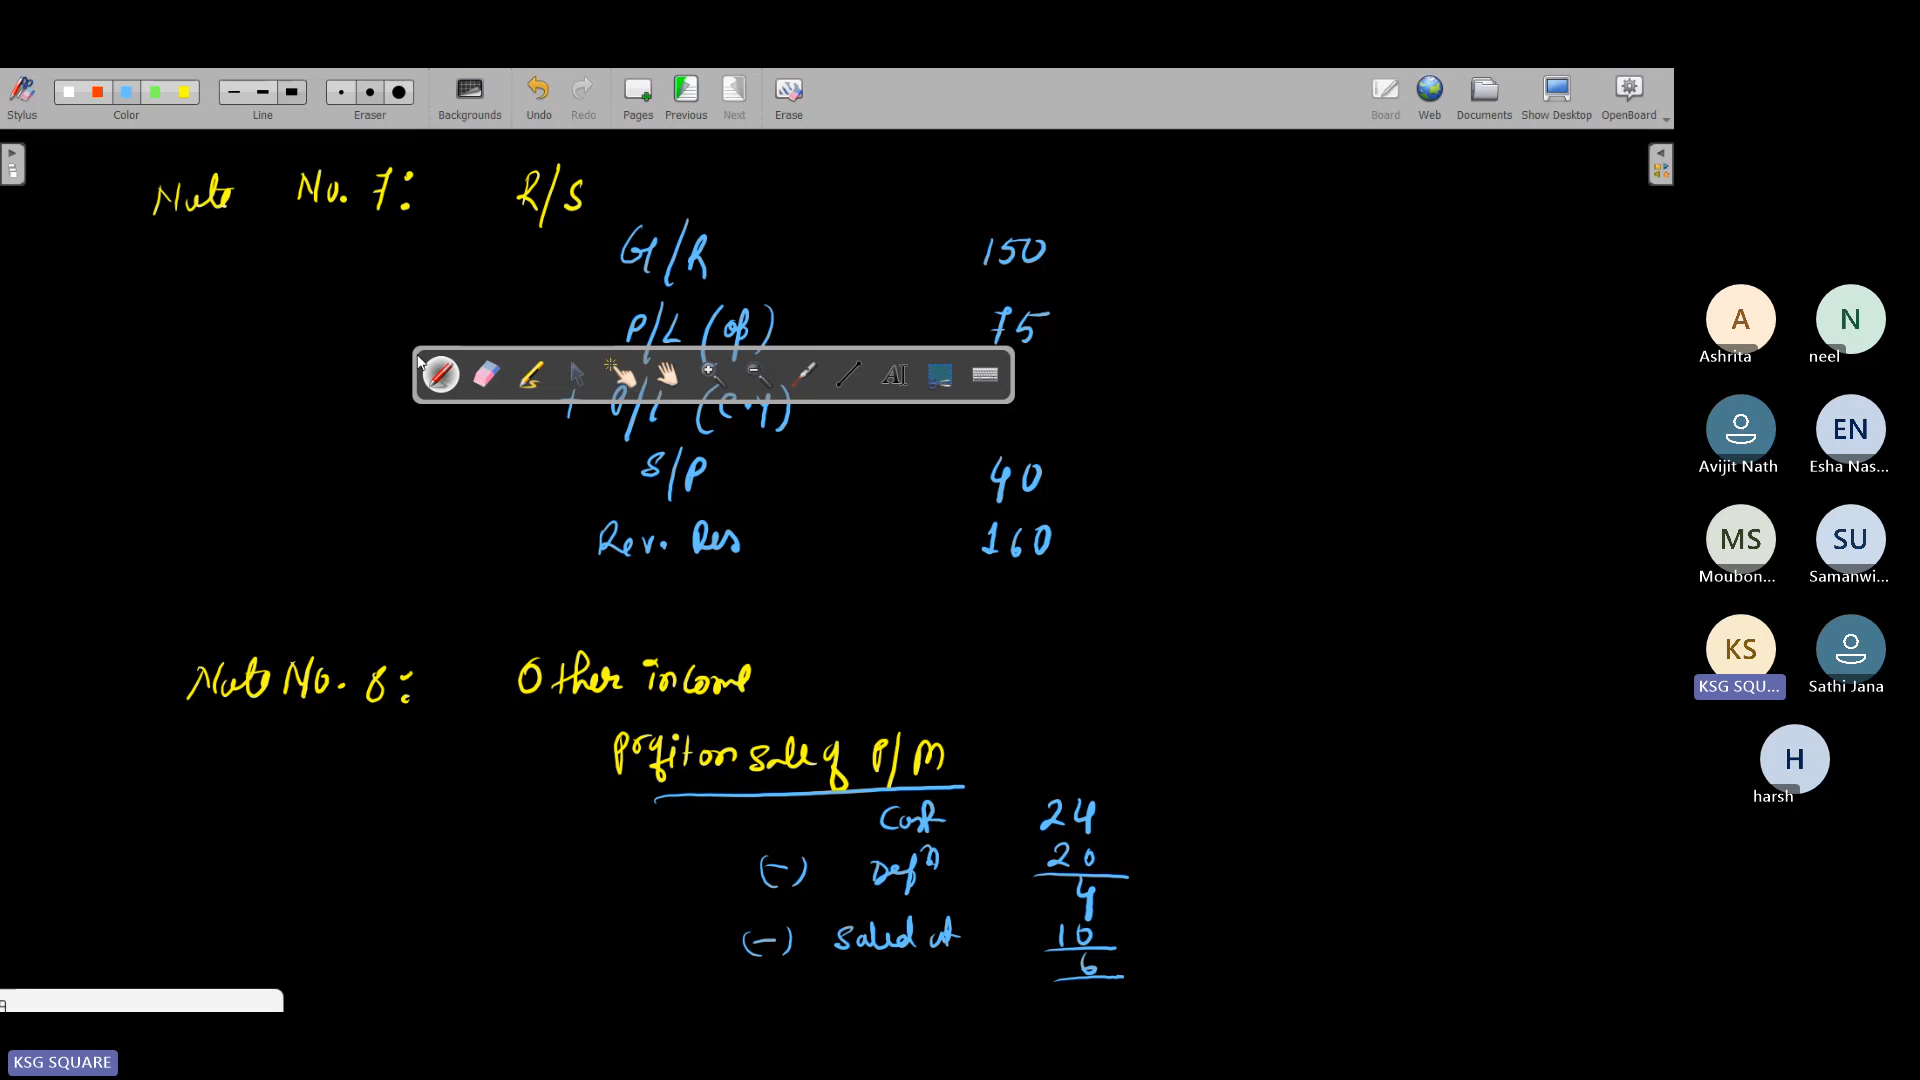 Stylus Color Line Eraser Backgrounds Undo Redo Pages Previous Next Erase Board Web Documents Show Desktop OpenBoard
Note No. 7: R/S
G/R 150
P/L (op) 75
+ P/L (C.Y)
S/P 40
Rev. Res 160
Note No. 8: Other income
Profit on sale of P/M
Cost 24
(-) Depn 20
4
(-) Saled at 10
6
A N
Ashrita neel
EN
Avijit Nath Esha Nas...
MS SU
Moubon... Samanwi...
KS
KSG SQU... Sathi Jana
H
harsh
KSG SQUARE